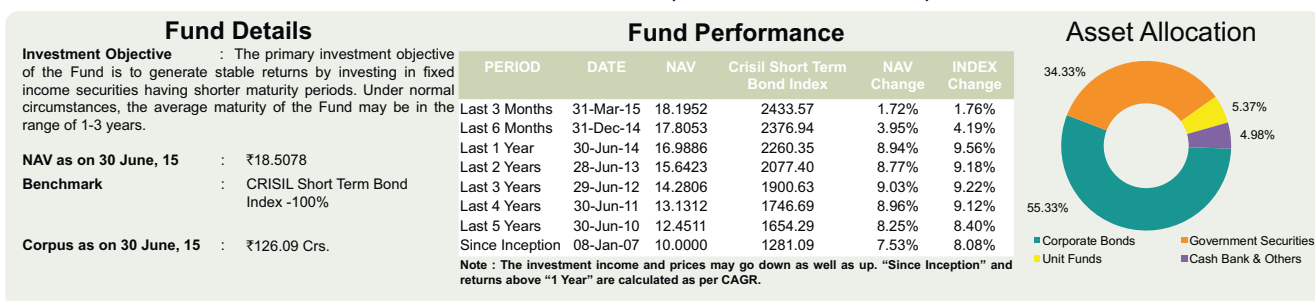 Fund Details
Investment Objective : The primary investment objective
of the Fund is to generate stable returns by investing in fixed
income securities having shorter maturity periods. Under normal
circumstances, the average maturity of the Fund may be in the
range of 1-3 years.
NAV as on 30 June, 15 : ₹18.5078
Benchmark : CRISIL Short Term Bond
Index -100%
Corpus as on 30 June, 15 : ₹126.09 Crs.
Fund Performance
PERIOD DATE NAV Crisil Short Term Bond Index NAV Change INDEX Change
Last 3 Months 31-Mar-15 18.1952 2433.57 1.72% 1.76%
Last 6 Months 31-Dec-14 17.8053 2376.94 3.95% 4.19%
Last 1 Year 30-Jun-14 16.9886 2260.35 8.94% 9.56%
Last 2 Years 28-Jun-13 15.6423 2077.40 8.77% 9.18%
Last 3 Years 29-Jun-12 14.2806 1900.63 9.03% 9.22%
Last 4 Years 30-Jun-11 13.1312 1746.69 8.96% 9.12%
Last 5 Years 30-Jun-10 12.4511 1654.29 8.25% 8.40%
Since Inception 08-Jan-07 10.0000 1281.09 7.53% 8.08%
Note : The investment income and prices may go down as well as up. “Since Inception” and
returns above “1 Year” are calculated as per CAGR.
Asset Allocation
34.33%
5.37%
4.98%
55.33%
Corporate Bonds Government Securities
Unit Funds Cash Bank & Others